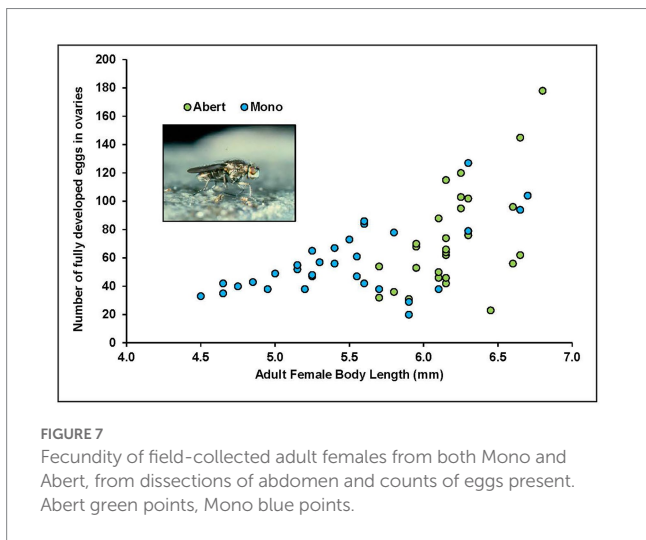 200
180
160
140
120
100
80
60
40
20
0
Number of fully developed eggs in ovaries
Abert Mono
4.0 4.5 5.0 5.5 6.0 6.5 7.0
Adult Female Body Length (mm)
FIGURE 7
Fecundity of field-collected adult females from both Mono and
Abert, from dissections of abdomen and counts of eggs present.
Abert green points, Mono blue points.